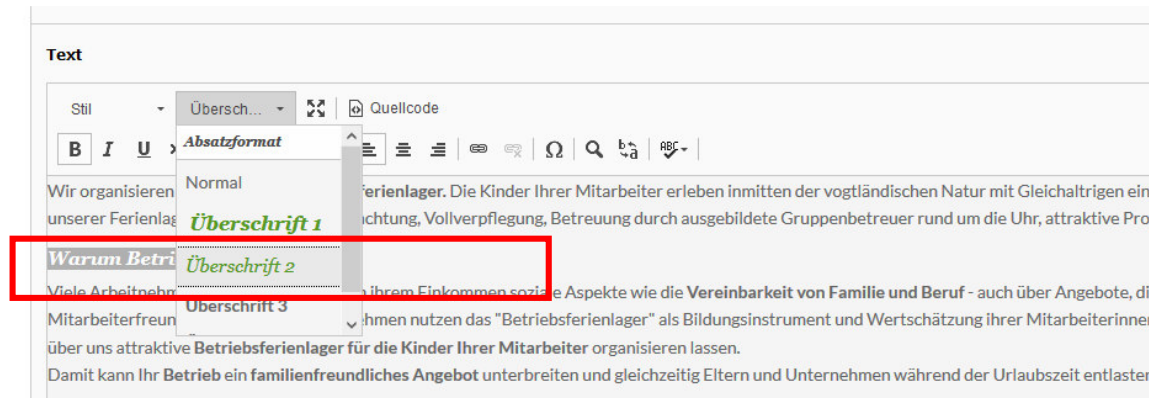 Text
Stil Übersch... Quellcode
B I U Ω ABC
Absatzformat
Normal
Überschrift 1
Überschrift 2
Überschrift 3
Wir organisieren ferienlager. Die Kinder Ihrer Mitarbeiter erleben inmitten der vogtländischen Natur mit Gleichaltrigen ein
unserer Ferienlag chtung, Vollverpflegung, Betreuung durch ausgebildete Gruppenbetreuer rund um die Uhr, attraktive Pro
Warum Betri
Viele Arbeitnehm ihrem Einkommen soziale Aspekte wie die Vereinbarkeit von Familie und Beruf - auch über Angebote, di
Mitarbeiterfreun ehmen nutzen das "Betriebsferienlager" als Bildungsinstrument und Wertschätzung ihrer Mitarbeiterinne
über uns attraktive Betriebsferienlager für die Kinder Ihrer Mitarbeiter organisieren lassen.
Damit kann Ihr Betrieb ein familienfreundliches Angebot unterbreiten und gleichzeitig Eltern und Unternehmen während der Urlaubszeit entlasten